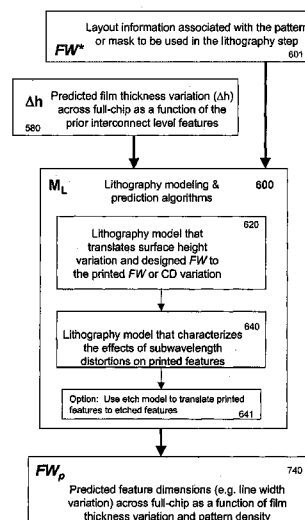 FW*
Layout information associated with the pattern
or mask to be used in the lithography step
601
Δh
Predicted film thickness variation (Δh)
across full-chip as a function of the
prior interconnect level features
580
ML
Lithography modeling &
prediction algorithms
600
620
Lithography model that
translates surface height
variation and designed FW to
the printed FW or CD variation
640
Lithography model that characterizes
the effects of subwavelength
distortions on printed features
Option: Use etch model to translate printed
features to etched features
641
FWp
740
Predicted feature dimensions (e.g. line width
variation) across full-chip as a function of film
thickness variation and pattern density